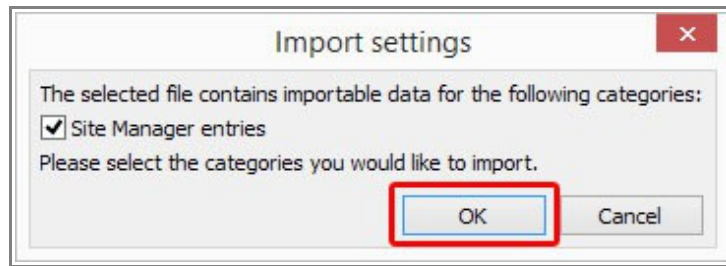 Import settings
The selected file contains importable data for the following categories:
Site Manager entries
Please select the categories you would like to import.
OK Cancel